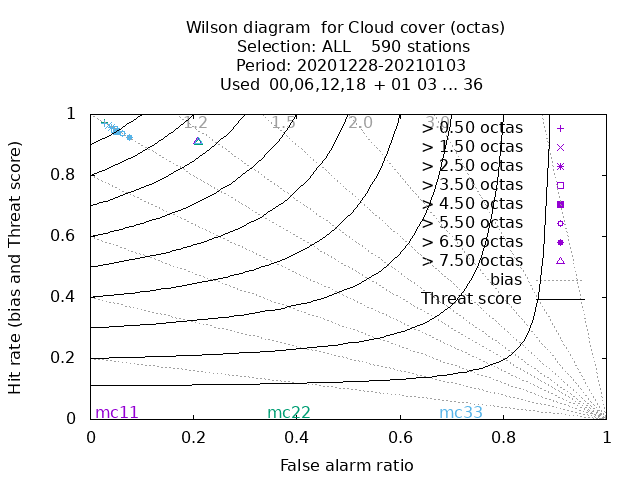 Wilson diagram  for Cloud cover (octas)
Selection: ALL    590 stations
Period: 20201228-20210103
Used  00,06,12,18  + 01 03 ... 36
Hit rate (bias and Threat score)
1
0.8
0.6
0.4
0.2
0
1.2 1.5 2.0 3.0
> 0.50 octas
> 1.50 octas
> 2.50 octas
> 3.50 octas
> 4.50 octas
> 5.50 octas
> 6.50 octas
> 7.50 octas
bias
Threat score
mc11 mc22 mc33
0 0.2 0.4 0.6 0.8 1
False alarm ratio